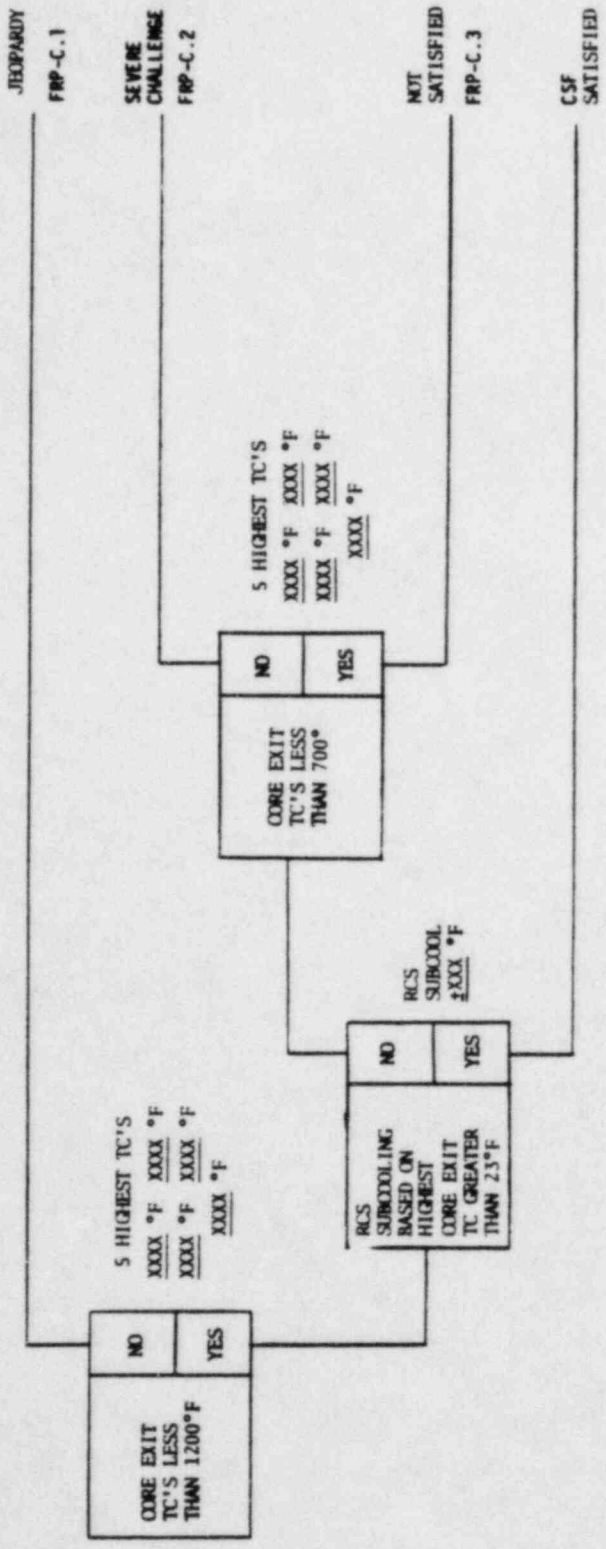 CORE EXIT
TC'S LESS
THAN 1200°F
NO
YES
5 HIGHEST TC'S
XXXX °F XXXX °F
XXXX °F XXXX °F
XXXX °F
RCS
SUBCOOLING
BASED ON
HIGHEST
CORE EXIT
TC GREATER
THAN 23°F
NO
YES
RCS
SUBCOOL
±XXX °F
CORE EXIT
TC'S LESS
THAN 700°
NO
YES
5 HIGHEST TC'S
XXXX °F XXXX °F
XXXX °F XXXX °F
XXXX °F
JEOPARDY
FRP-C.1
SEVERE
CHALLENGE
FRP-C.2
NOT
SATISFIED
FRP-C.3
CSF
SATISFIED